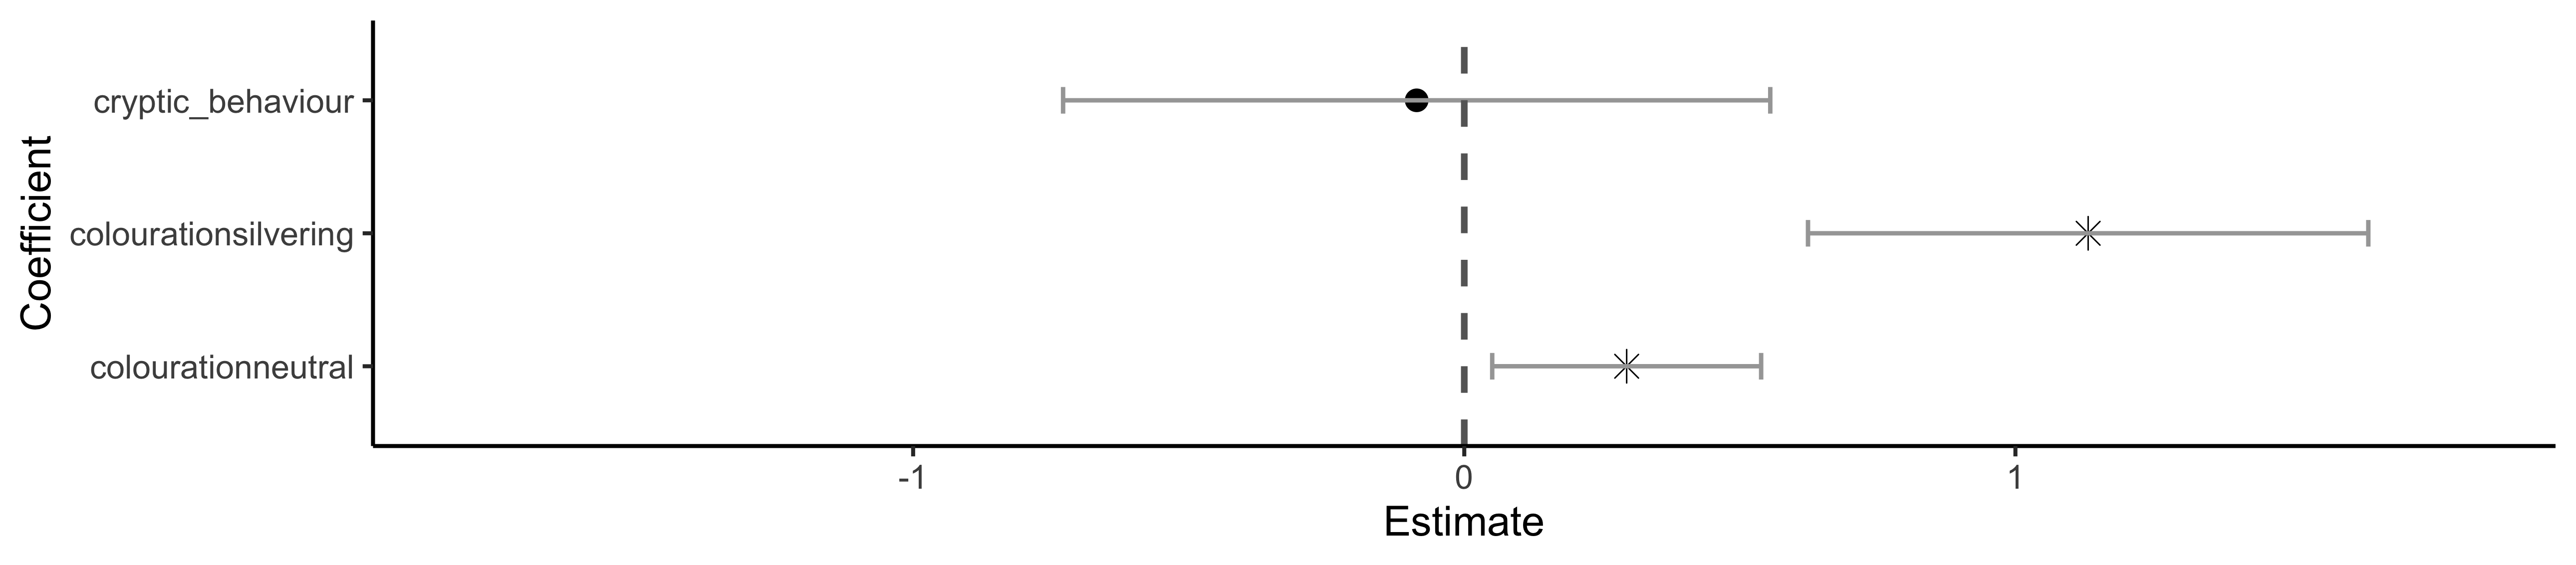 Coefficient
cryptic_behaviour
colourationsilvering
colourationneutral
-1 0 1
Estimate